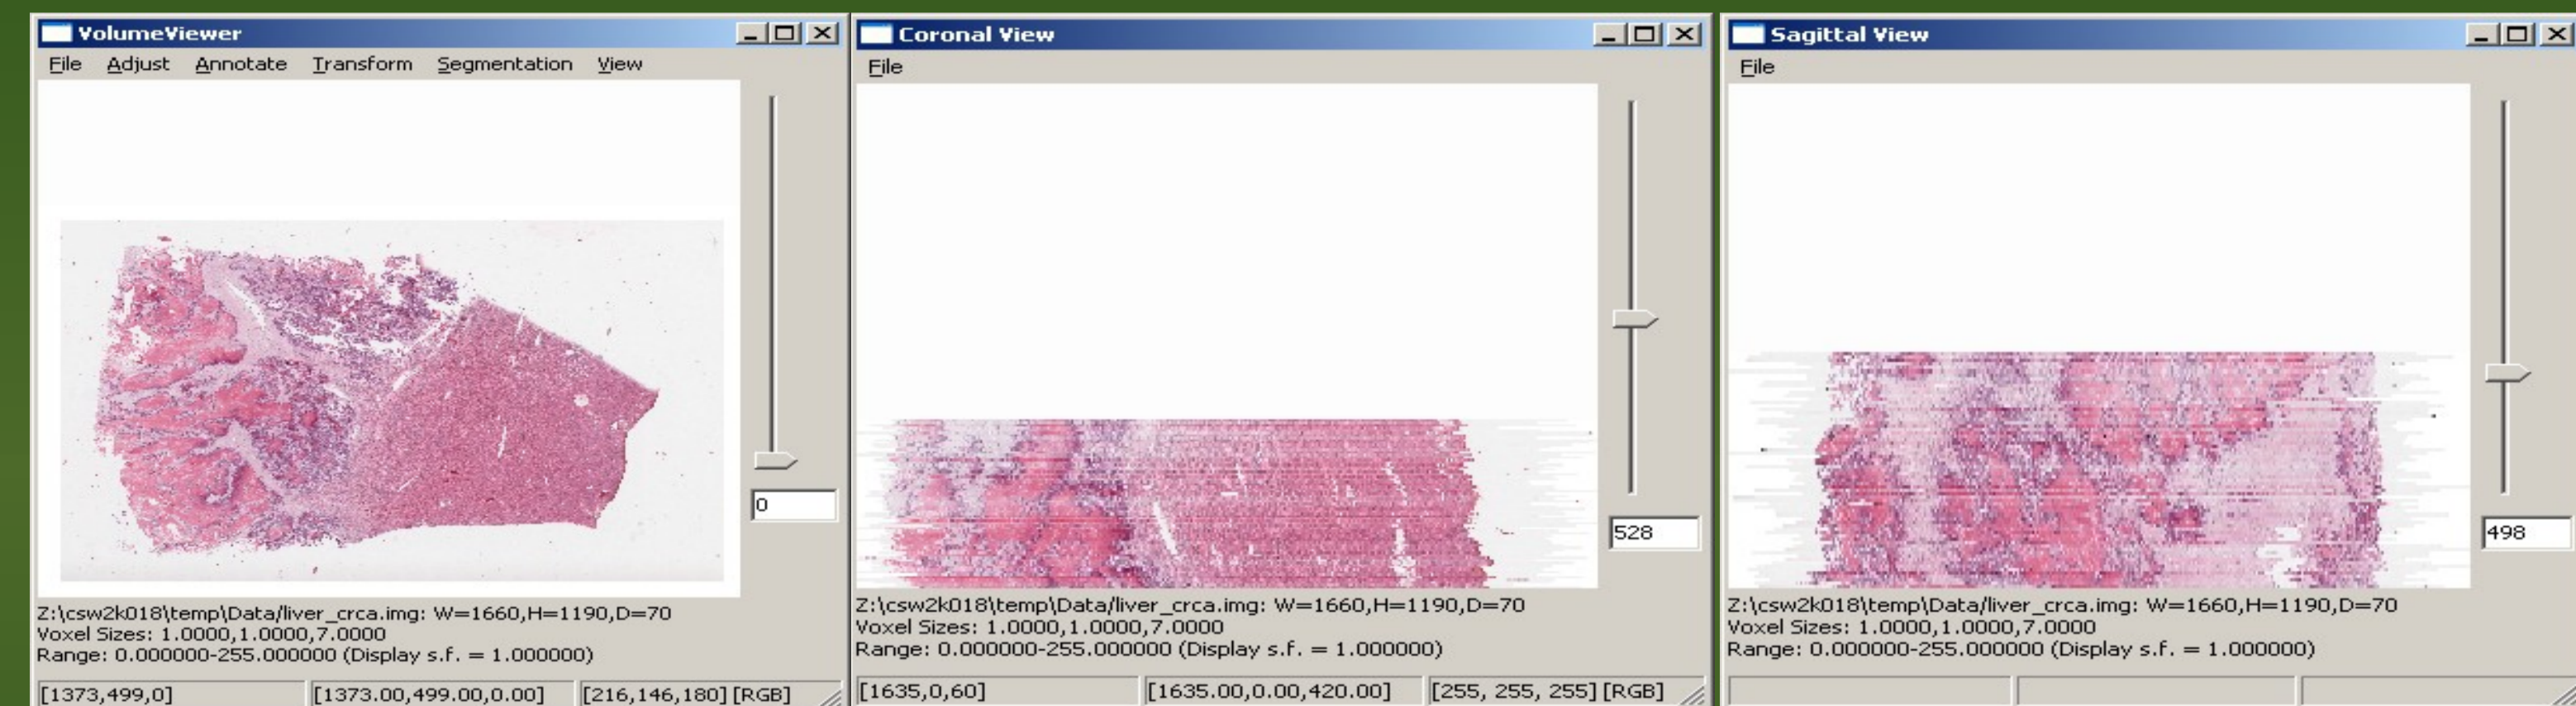 VolumeViewer
File Adjust Annotate Transform Segmentation View
0
Z:\csw2k018\temp\Data/liver_crca.img: W=1660,H=1190,D=70
Voxel Sizes: 1.0000,1.0000,7.0000
Range: 0.000000-255.000000 (Display s.f. = 1.000000)
[1373,499,0] [1373.00,499.00,0.00] [216,146,180] [RGB]
Coronal View
File
528
Z:\csw2k018\temp\Data/liver_crca.img: W=1660,H=1190,D=70
Voxel Sizes: 1.0000,1.0000,7.0000
Range: 0.000000-255.000000 (Display s.f. = 1.000000)
[1635,0,60] [1635.00,0.00,420.00] [255, 255, 255] [RGB]
Sagittal View
File
498
Z:\csw2k018\temp\Data/liver_crca.img: W=1660,H=1190,D=70
Voxel Sizes: 1.0000,1.0000,7.0000
Range: 0.000000-255.000000 (Display s.f. = 1.000000)